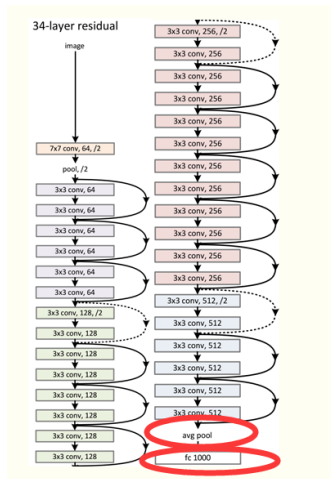 34-layer residual
image
7x7 conv, 64, /2
pool, /2
3x3 conv, 64
3x3 conv, 64
3x3 conv, 64
3x3 conv, 64
3x3 conv, 64
3x3 conv, 64
3x3 conv, 128, /2
3x3 conv, 128
3x3 conv, 128
3x3 conv, 128
3x3 conv, 128
3x3 conv, 128
3x3 conv, 128
3x3 conv, 128
3x3 conv, 256, /2
3x3 conv, 256
3x3 conv, 256
3x3 conv, 256
3x3 conv, 256
3x3 conv, 256
3x3 conv, 256
3x3 conv, 256
3x3 conv, 256
3x3 conv, 256
3x3 conv, 256
3x3 conv, 256
3x3 conv, 512, /2
3x3 conv, 512
3x3 conv, 512
3x3 conv, 512
3x3 conv, 512
3x3 conv, 512
avg pool
fc 1000